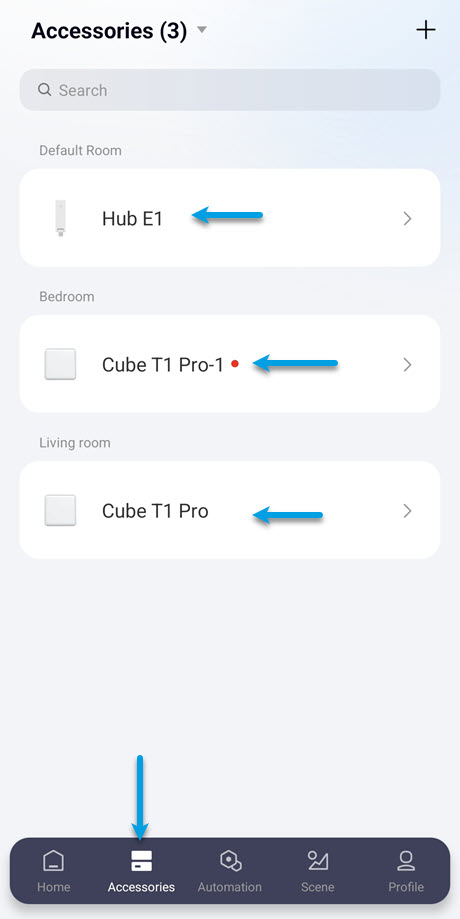 Accessories (3)
Search
Default Room
Hub E1
Bedroom
Cube T1 Pro-1
Living room
Cube T1 Pro
Home Accessories Automation Scene Profile